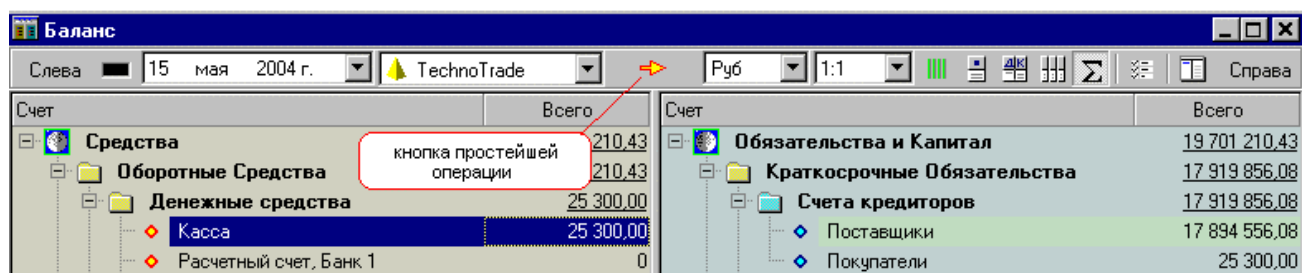 Баланс
Слева 15 мая 2004 г. TechnoTrade Руб 1:1 Справа
Счет Всего Счет Всего
Средства 210,43 Обязательства и Капитал 19 701 210,43
кнопка простейшей
операции
Оборотные Средства 210,43 Краткосрочные Обязательства 17 919 856,08
Денежные средства 25 300,00 Счета кредиторов 17 919 856,08
Касса 25 300,00 Поставщики 17 894 556,08
Расчетный счет, Банк 1 0 Покупатели 25 300,00